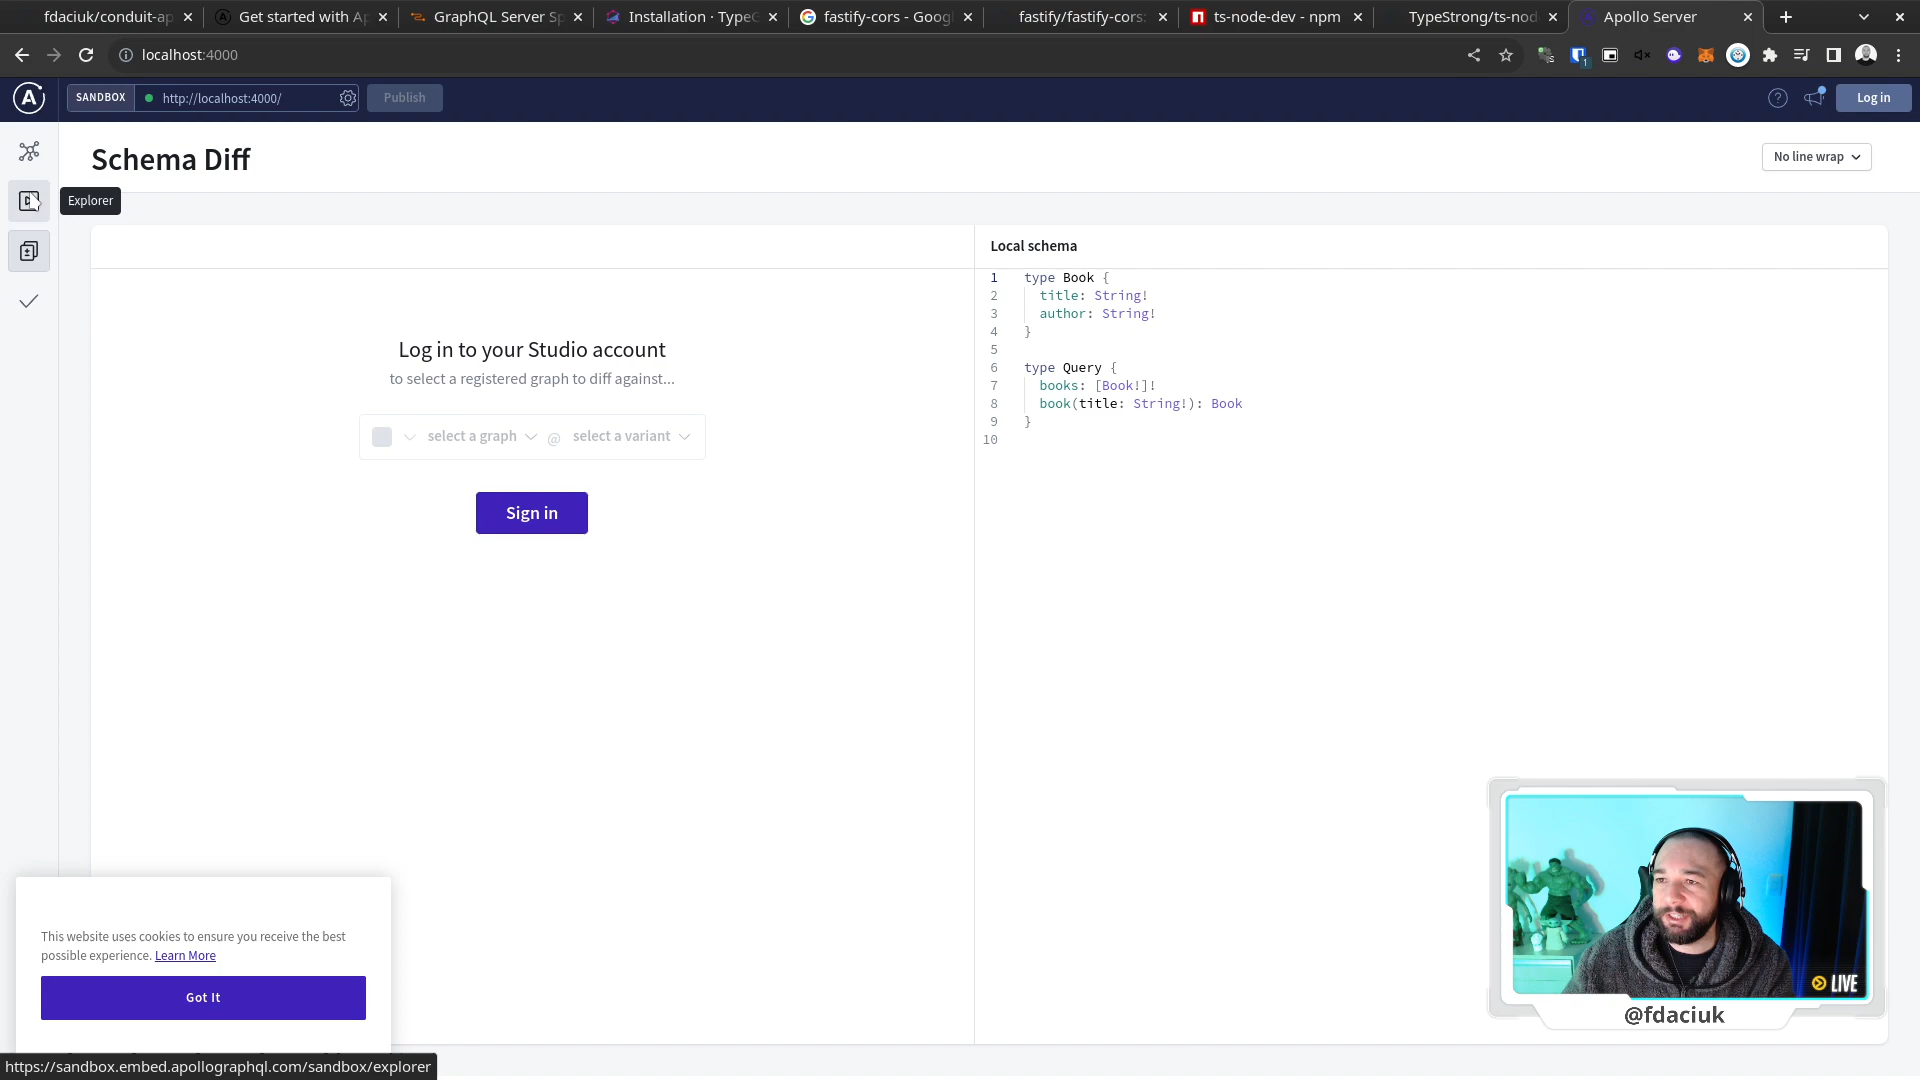 fdaciuk/conduit-ap
Get started with Ap
GraphQL Server Sp
Installation · TypeG
fastify-cors - Googl
fastify/fastify-cors:
ts-node-dev - npm
TypeStrong/ts-nod
Apollo Server
localhost:4000
SANDBOX
http://localhost:4000/
Publish
Log in
Schema Diff
No line wrap
Explorer
Local schema
1 type Book {
2 title: String!
3 author: String!
4 }
5
6 type Query {
7 books: [Book!]!
8 book(title: String!): Book
9 }
10
Log in to your Studio account
to select a registered graph to diff against...
select a graph @ select a variant
Sign in
This website uses cookies to ensure you receive the best
possible experience. Learn More
Got It
https://sandbox.embed.apollographql.com/sandbox/explorer
LIVE
@fdaciuk